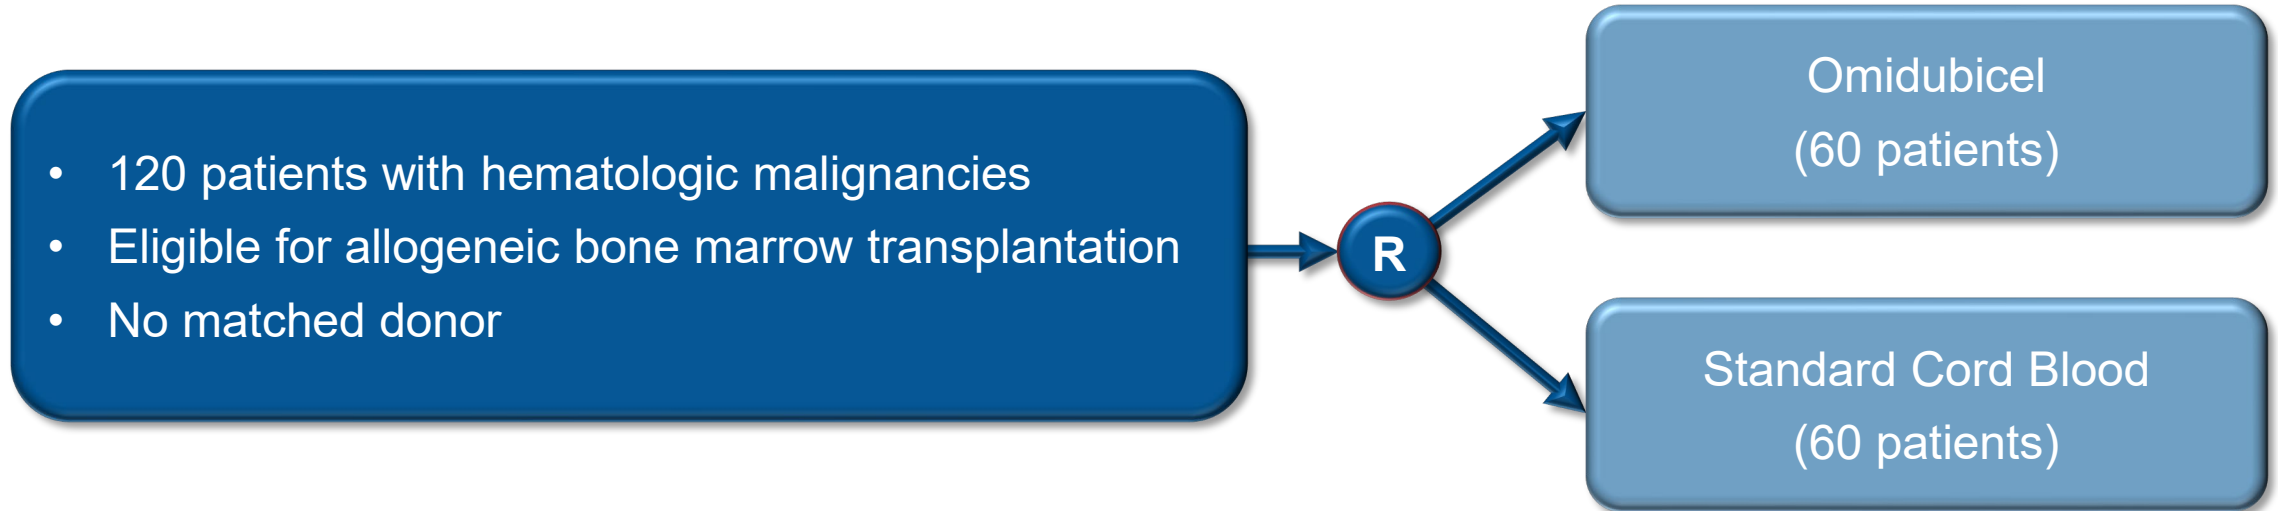 • 120 patients with hematologic malignancies
• Eligible for allogeneic bone marrow transplantation
• No matched donor
R
Omidubicel
(60 patients)
Standard Cord Blood
(60 patients)